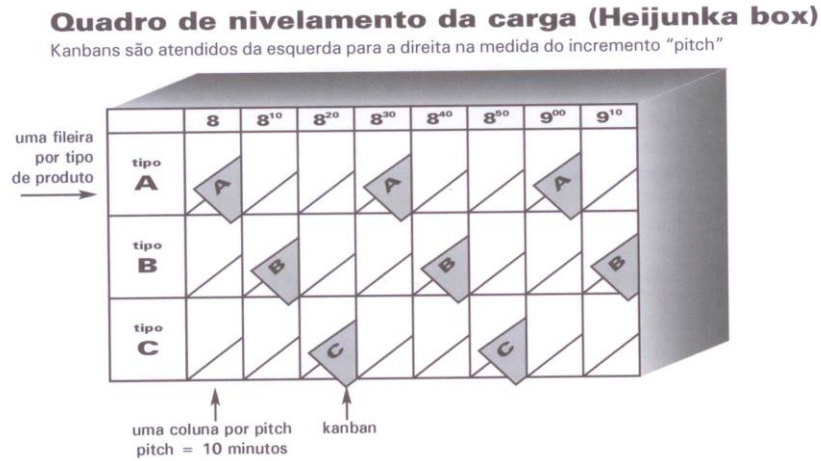 Quadro de nivelamento da carga (Heijunka box)
Kanbans são atendidos da esquerda para a direita na medida do incremento "pitch"
8 8¹⁰ 8²⁰ 8³⁰ 8⁴⁰ 8⁵⁰ 9⁰⁰ 9¹⁰
uma fileira
por tipo
de produto
tipo
A
A A A
tipo
B
B B B
tipo
C
C C
uma coluna por pitch
pitch = 10 minutos
kanban